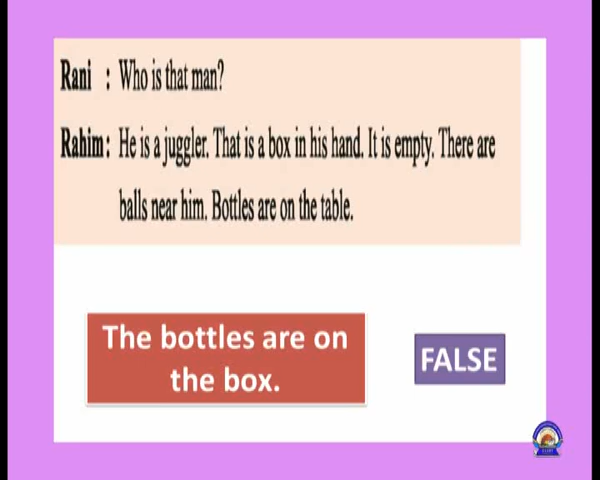 Rani : Who is that man?
Rahim: He is a juggler. That is a box in his hand. It is empty. There are
balls near him. Bottles are on the table.
The bottles are on
the box.
FALSE